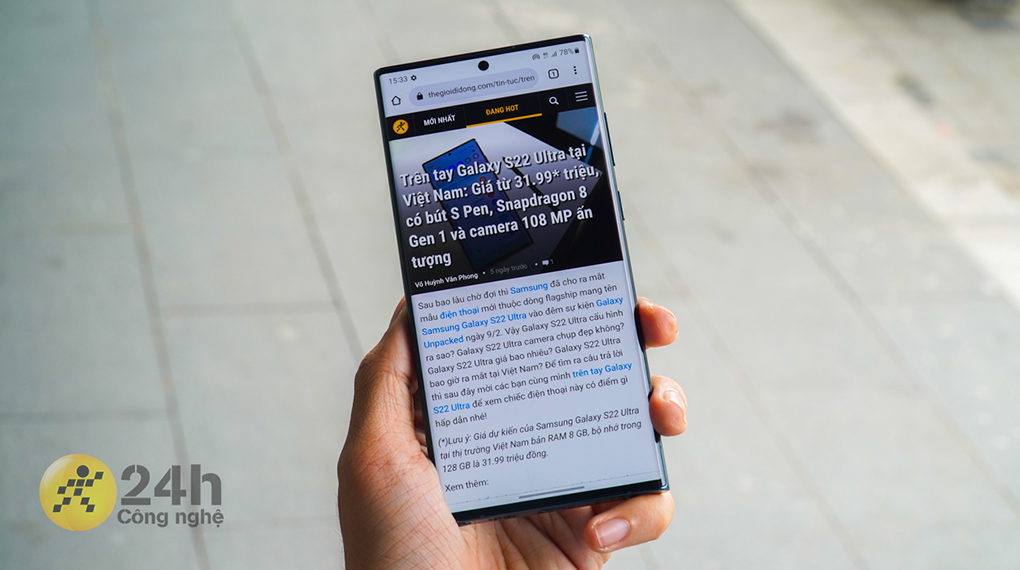 15:33
78%
thegioididong.com/tin-tuc/tren
1
MỚI NHẤT
ĐANG HOT
Trên tay Galaxy S22 Ultra tại
Việt Nam: Giá từ 31.99* triệu,
có bút S Pen, Snapdragon 8
Gen 1 và camera 108 MP ấn
tượng
Võ Huỳnh Văn Phong • 5 ngày trước • 1
Sau bao lâu chờ đợi thì Samsung đã cho ra mắt
mẫu điện thoại mới thuộc dòng flagship mang tên
Samsung Galaxy S22 Ultra vào đêm sự kiện Galaxy
Unpacked ngày 9/2. Vậy Galaxy S22 Ultra cấu hình
ra sao? Galaxy S22 Ultra camera chụp đẹp không?
Galaxy S22 Ultra giá bao nhiêu? Galaxy S22 Ultra
bao giờ ra mắt tại Việt Nam? Để tìm ra câu trả lời
thì sau đây mời các bạn cùng mình trên tay Galaxy
S22 Ultra để xem chiếc điện thoại này có điểm gì
hấp dẫn nhé!
(*)Lưu ý: Giá dự kiến của Samsung Galaxy S22 Ultra
tại thị trường Việt Nam bản RAM 8 GB, bộ nhớ trong
128 GB là 31.99 triệu đồng.
Xem thêm:
24h
Công nghệ